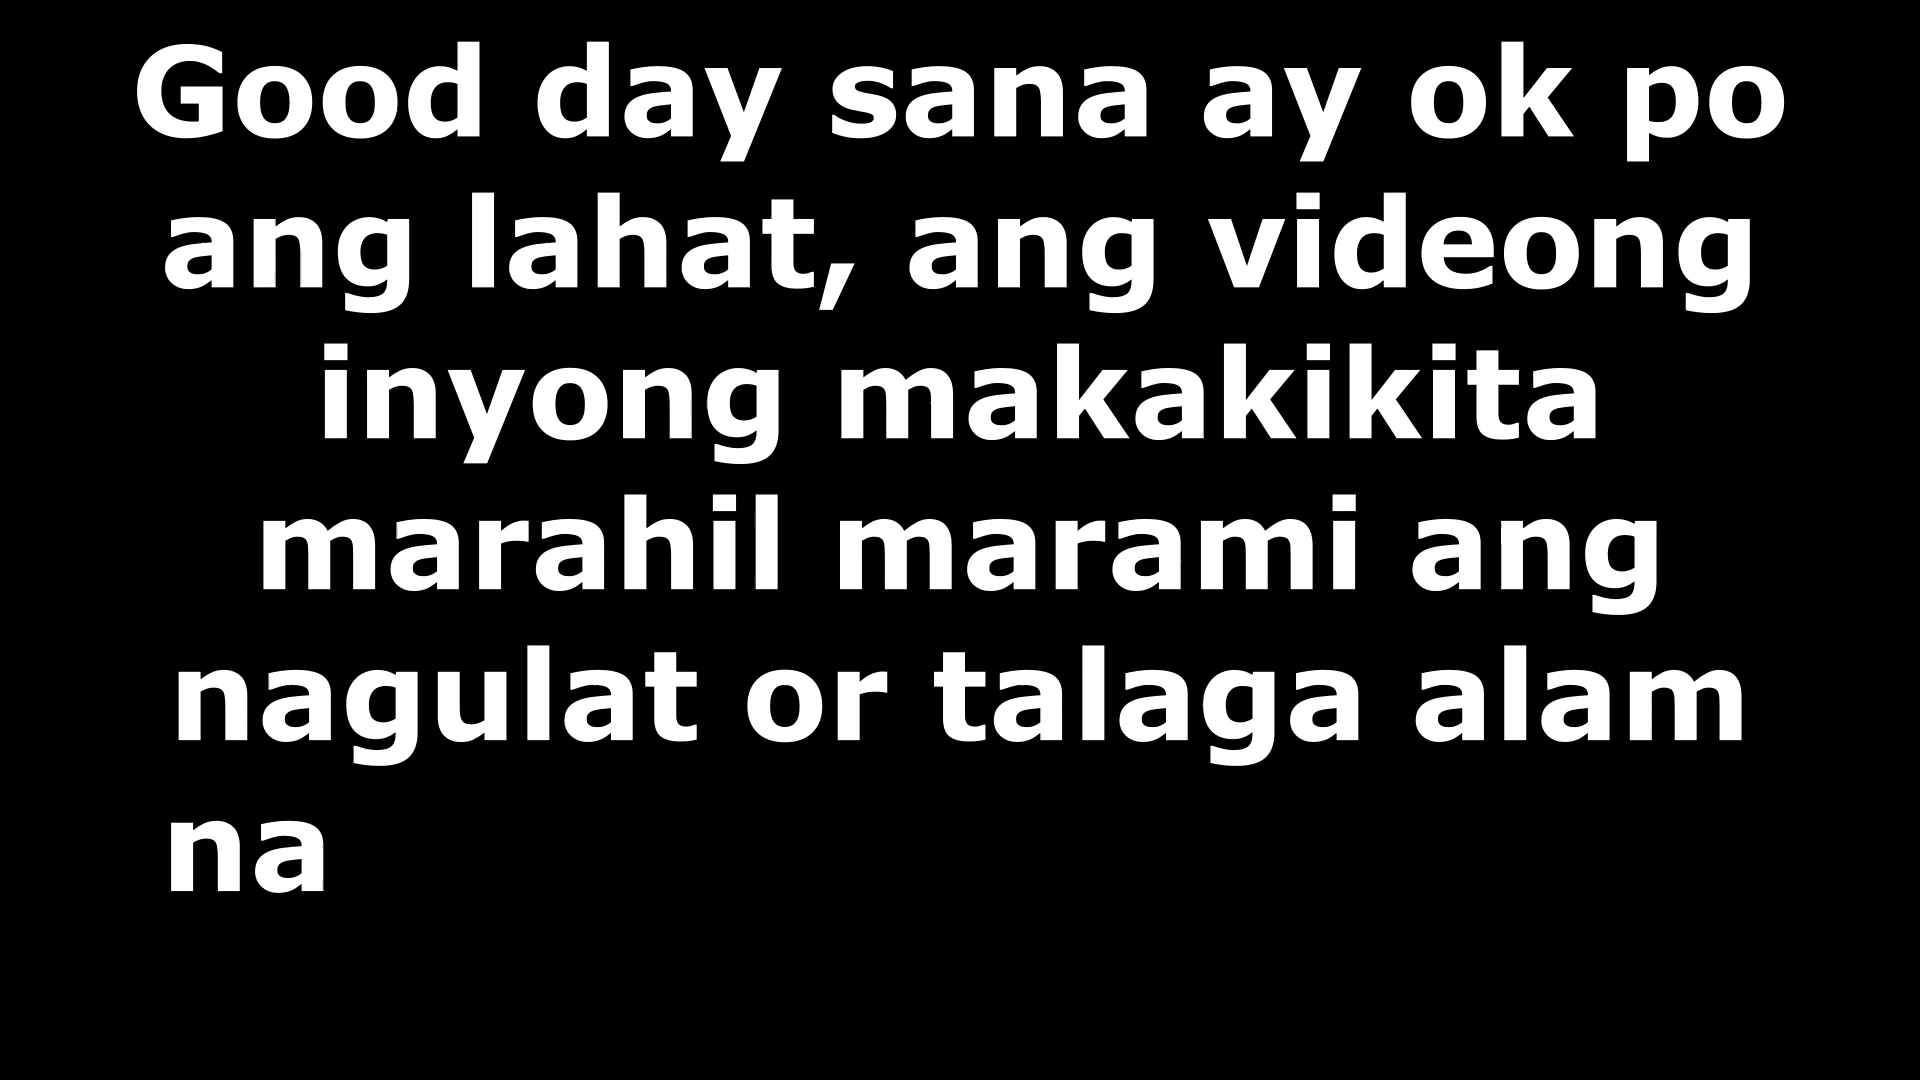 Good day sana ay ok po
ang lahat, ang videong
inyong makakikita
marahil marami ang
nagulat or talaga alam
na